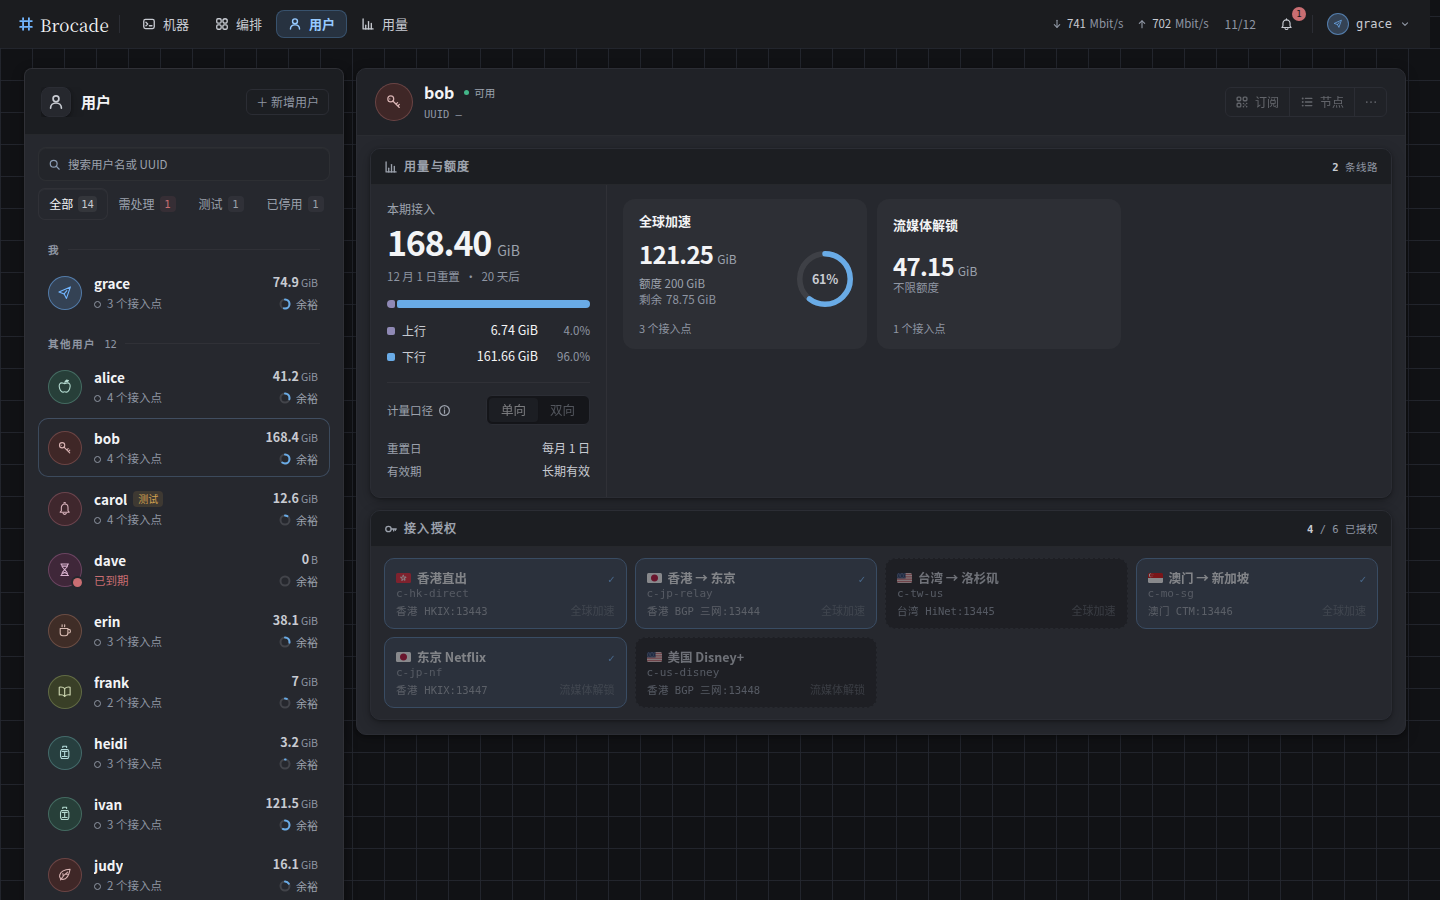 Brocade
机器
编排
用户
用量
↓ 741 Mbit/s
↑ 702 Mbit/s
11/12
1
grace
用户
＋ 新增用户
搜索用户名或 UUID
全部 14
需处理 1
测试 1
已停用 1
我
grace
74.9 GiB
3 个接入点
余裕
其他用户 12
alice
41.2 GiB
4 个接入点
余裕
bob
168.4 GiB
4 个接入点
余裕
carol 测试
12.6 GiB
4 个接入点
余裕
dave
0 B
已到期
余裕
erin
38.1 GiB
3 个接入点
余裕
frank
7 GiB
2 个接入点
余裕
heidi
3.2 GiB
3 个接入点
余裕
ivan
121.5 GiB
3 个接入点
余裕
judy
16.1 GiB
2 个接入点
余裕
bob 可用
UUID —
订阅
节点
···
用量与额度
2 条线路
本期接入
168.40 GiB
12 月 1 日重置 · 20 天后
上行 6.74 GiB 4.0%
下行 161.66 GiB 96.0%
计量口径
单向
双向
重置日 每月 1 日
有效期 长期有效
全球加速
121.25 GiB
额度 200 GiB
剩余 78.75 GiB
61%
3 个接入点
流媒体解锁
47.15 GiB
不限额度
1 个接入点
接入授权
4 / 6 已授权
香港直出 ✓
c-hk-direct
香港 HKIX:13443 全球加速
香港 → 东京 ✓
c-jp-relay
香港 BGP 三网:13444 全球加速
台湾 → 洛杉矶
c-tw-us
台湾 HiNet:13445 全球加速
澳门 → 新加坡 ✓
c-mo-sg
澳门 CTM:13446 全球加速
东京 Netflix ✓
c-jp-nf
香港 HKIX:13447 流媒体解锁
美国 Disney+
c-us-disney
香港 BGP 三网:13448 流媒体解锁